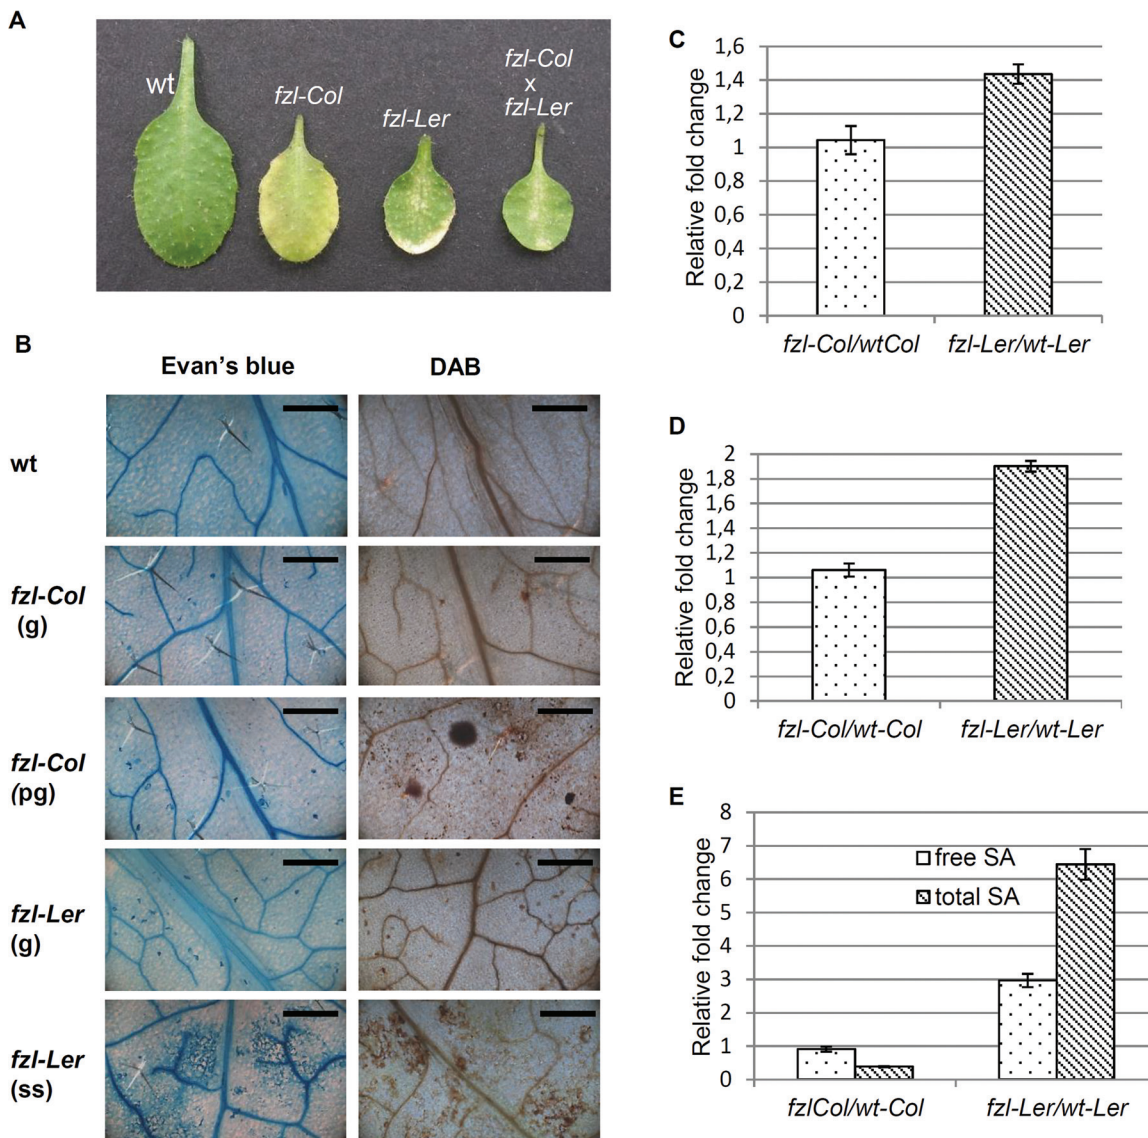 A
wt
fzl-Col
fzl-Ler
fzl-Col
x
fzl-Ler
B
Evan's blue
DAB
wt
fzl-Col
(g)
fzl-Col
(pg)
fzl-Ler
(g)
fzl-Ler
(ss)
C
Relative fold change
1,6
1,4
1,2
1
0,8
0,6
0,4
0,2
0
fzl-Col/wtCol
fzl-Ler/wt-Ler
D
Relative fold change
2
1,8
1,6
1,4
1,2
1
0,8
0,6
0,4
0,2
0
fzl-Col/wt-Col
fzl-Ler/wt-Ler
E
Relative fold change
8
7
6
5
4
3
2
1
0
free SA
total SA
fzlCol/wt-Col
fzl-Ler/wt-Ler